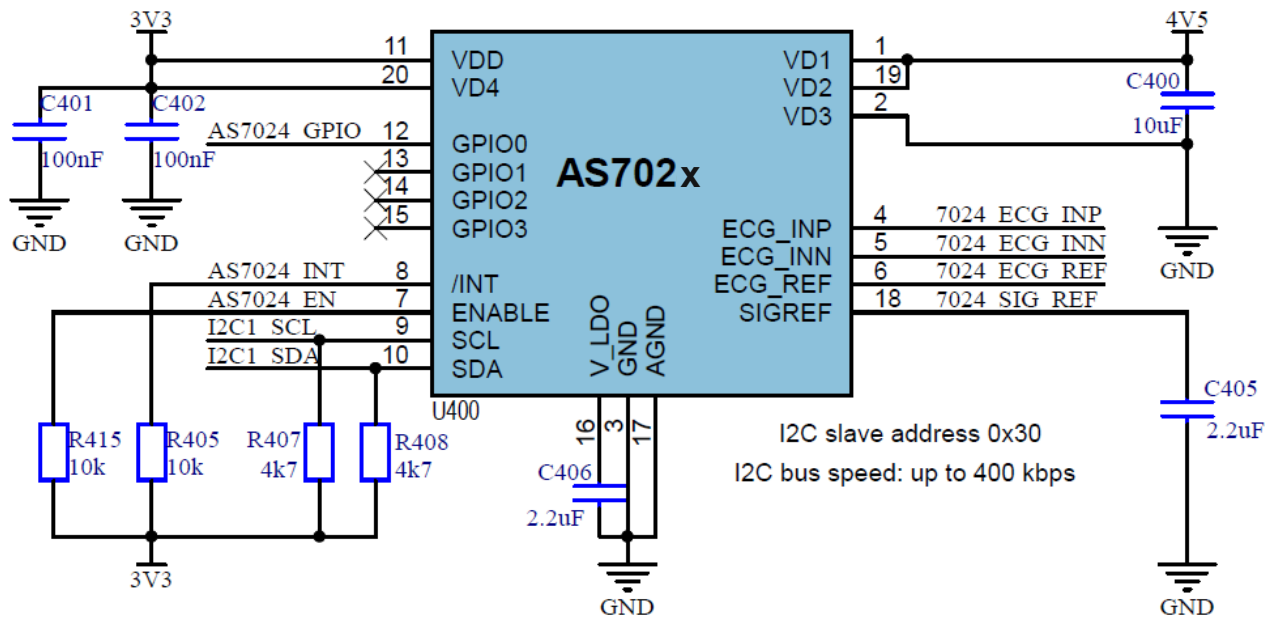 3V3
4V5
11
VDD
VD1
1
20
VD4
VD2
19
VD3
2
C401
C402
C400
100nF
100nF
10uF
AS7024 GPIO
12
GPIO0
13
GPIO1
14
GPIO2
15
GPIO3
AS702x
GND
GND
GND
ECG_INP
4
7024 ECG INP
ECG_INN
5
7024 ECG INN
ECG_REF
6
7024 ECG REF
SIGREF
18
7024 SIG REF
AS7024 INT
8
/INT
AS7024 EN
7
ENABLE
I2C1 SCL
9
SCL
I2C1 SDA
10
SDA
V_LDO
GND
AGND
U400
16
3
17
R415
10k
R405
10k
R407
4k7
R408
4k7
C406
2.2uF
I2C slave address 0x30
I2C bus speed: up to 400 kbps
C405
2.2uF
3V3
GND
GND